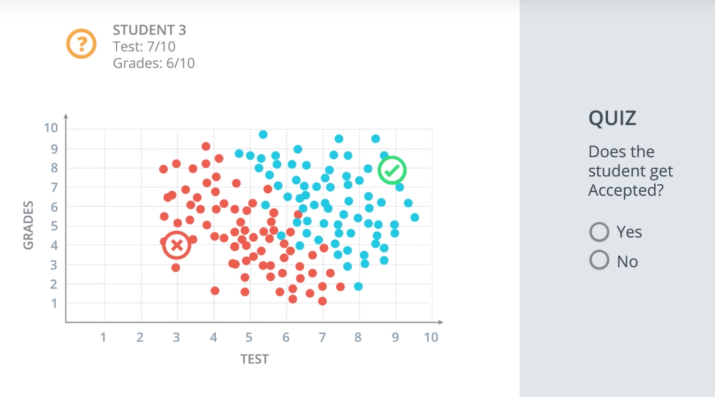 ?
STUDENT 3
Test: 7/10
Grades: 6/10
10
9
8
7
6
5
4
3
2
1
GRADES
1 2 3 4 5 6 7 8 9 10
TEST
QUIZ
Does the
student get
Accepted?
Yes
No